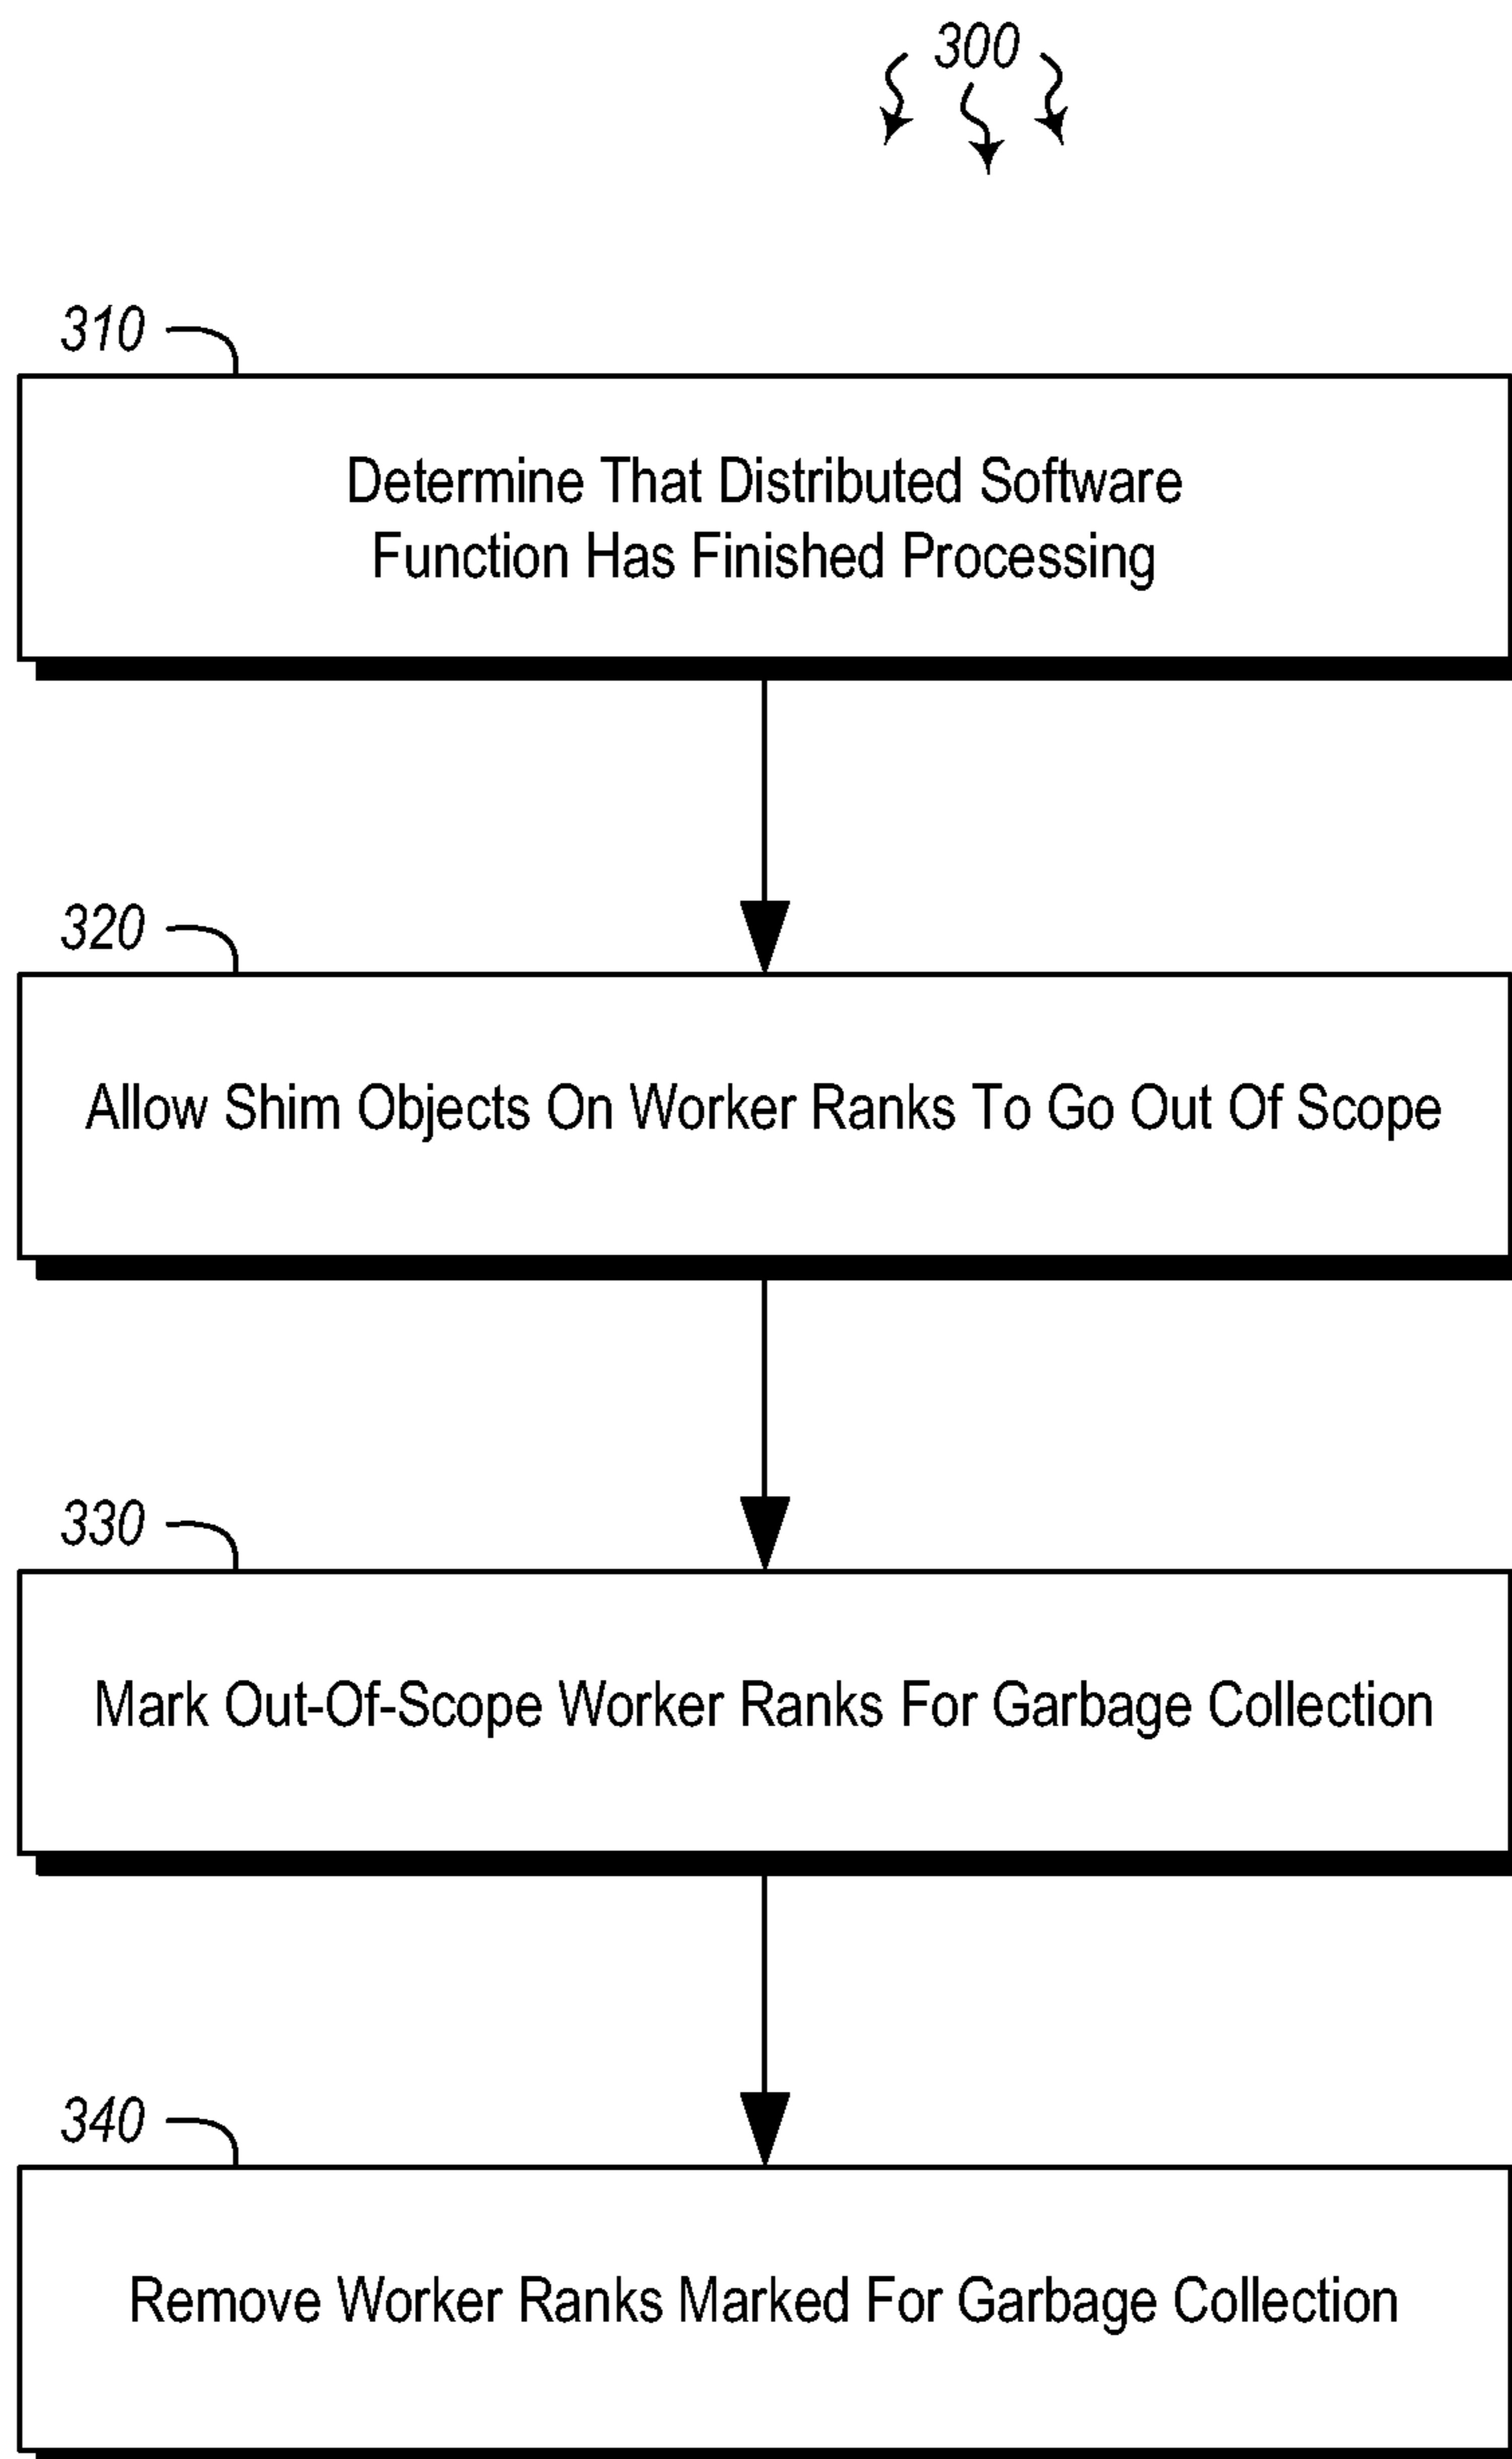 300
310
Determine That Distributed Software
Function Has Finished Processing
320
Allow Shim Objects On Worker Ranks To Go Out Of Scope
330
Mark Out-Of-Scope Worker Ranks For Garbage Collection
340
Remove Worker Ranks Marked For Garbage Collection